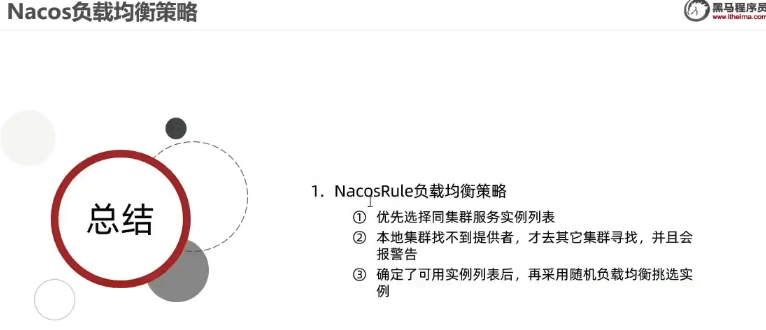 Nacos负载均衡策略
黑马程序员
www.itheima.com
总结
1. NacosRule负载均衡策略
① 优先选择同集群服务实例列表
② 本地集群找不到提供者，才去其它集群寻找，并且会
报警告
③ 确定了可用实例列表后，再采用随机负载均衡挑选实
例